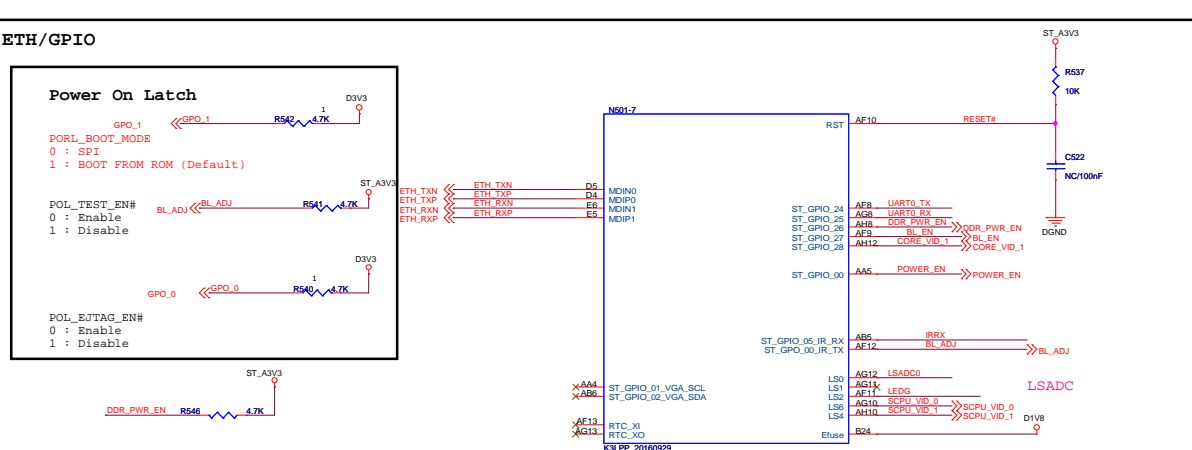 ETH/GPIO
Power On Latch
D3V3
GPO_1
GPO_1
R542
1
4.7K
PORL_BOOT_MODE
0 : SPI
1 : BOOT FROM ROM (Default)
ST_A3V3
POL_TEST_EN#
BL_ADJ
BL_ADJ
R541
4.7K
0 : Enable
1 : Disable
D3V3
GPO_0
GPO_0
R540
1
4.7K
POL_EJTAG_EN#
0 : Enable
1 : Disable
ST_A3V3
DDR_PWR_EN
R546
4.7K
ETH_TXN
ETH_TXP
ETH_RXN
ETH_RXP
ETH_TXN
ETH_TXP
ETH_RXN
ETH_RXP
D5
D4
E6
E5
N501-7
MDIN0
MDIP0
MDIN1
MDIP1
AA4
AB6
ST_GPIO_01_VGA_SCL
ST_GPIO_02_VGA_SDA
AF13
AG13
RTC_XI
RTC_XO
K3LPP_20160929
RST
AF10
RESET#
ST_A3V3
R537
10K
C522
NC/100nF
DGND
ST_GPIO_24
AF8
UART0_TX
ST_GPIO_25
AG8
UART0_RX
ST_GPIO_26
AH8
DDR_PWR_EN
DDR_PWR_EN
ST_GPIO_27
AF9
BL_EN
BL_EN
ST_GPIO_28
AH12
CORE_VID_1
CORE_VID_1
ST_GPIO_00
AA5
POWER_EN
POWER_EN
ST_GPIO_05_IR_RX
AB5
IRRX
ST_GPO_00_IR_TX
AF12
BL_ADJ
BL_ADJ
LS0
AG12
LSADC0
LS1
AG11
LSADC
LS2
AF11
LEDG
LS6
AG10
SCPU_VID_0
SCPU_VID_0
LS4
AH10
SCPU_VID_1
SCPU_VID_1
D1V8
Efuse
B24